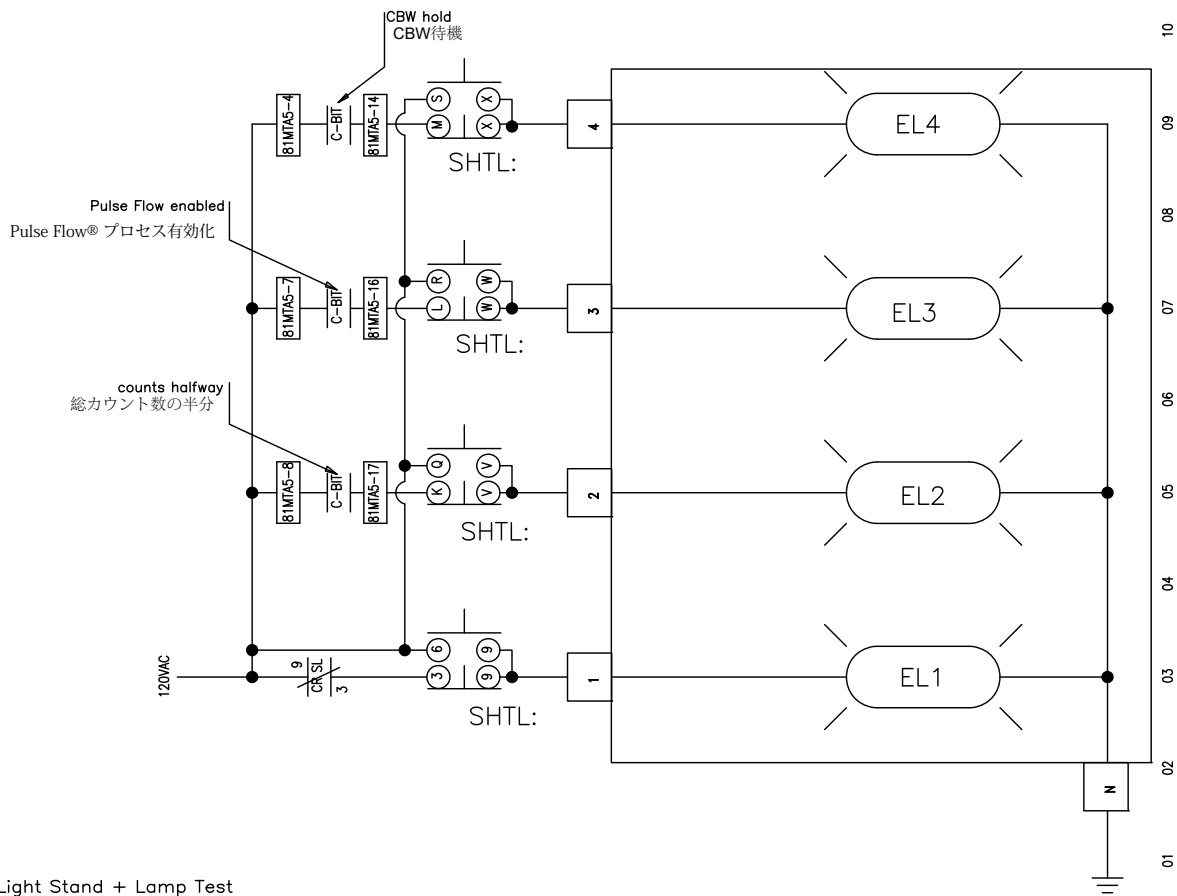 CBW hold
CBW待機
10
81MTA5-4
C-BIT
81MTA5-14
S
X
M
X
4
EL4
09
SHTL:
Pulse Flow enabled
Pulse Flow® プロセス有効化
08
81MTA5-7
C-BIT
81MTA5-16
R
W
L
W
3
EL3
07
SHTL:
counts halfway
総カウント数の半分
06
81MTA5-8
C-BIT
81MTA5-17
Q
V
K
V
2
EL2
05
SHTL:
04
120VAC
9
CR SL
3
6
9
3
9
1
EL1
03
SHTL:
02
N
01
Light Stand + Lamp Test